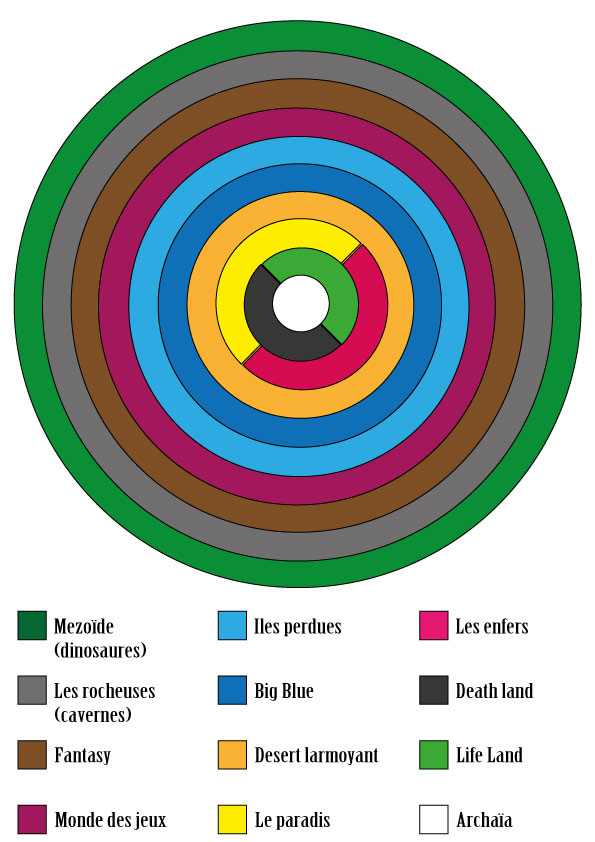 Mezoïde
(dinosaures)
Iles perdues
Les enfers
Les rocheuses
(cavernes)
Big Blue
Death land
Fantasy
Desert larmoyant
Life Land
Monde des jeux
Le paradis
Archaïa